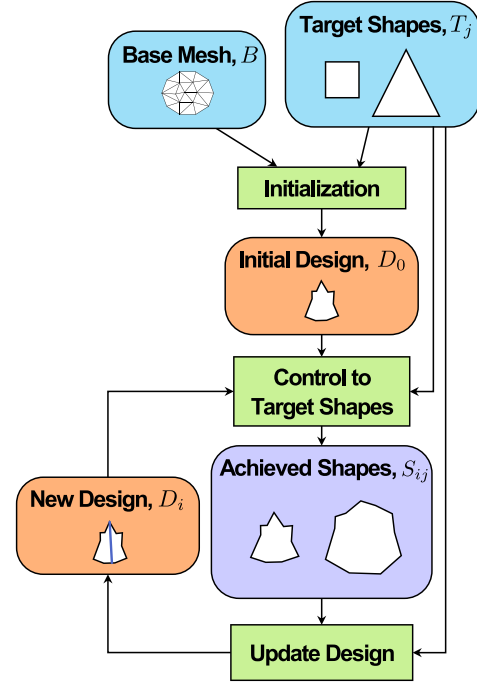 Target Shapes, T_j
Base Mesh, B
Initialization
Initial Design, D_0
Control to
Target Shapes
Achieved Shapes, S_{ij}
New Design, D_i
Update Design